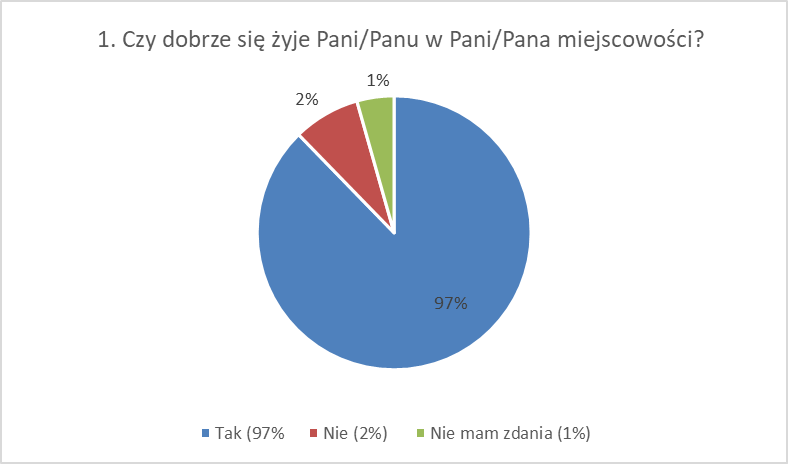 1. Czy dobrze się żyje Pani/Panu w Pani/Pana miejscowości?
1%
2%
97%
Tak (97%
Nie (2%)
Nie mam zdania (1%)